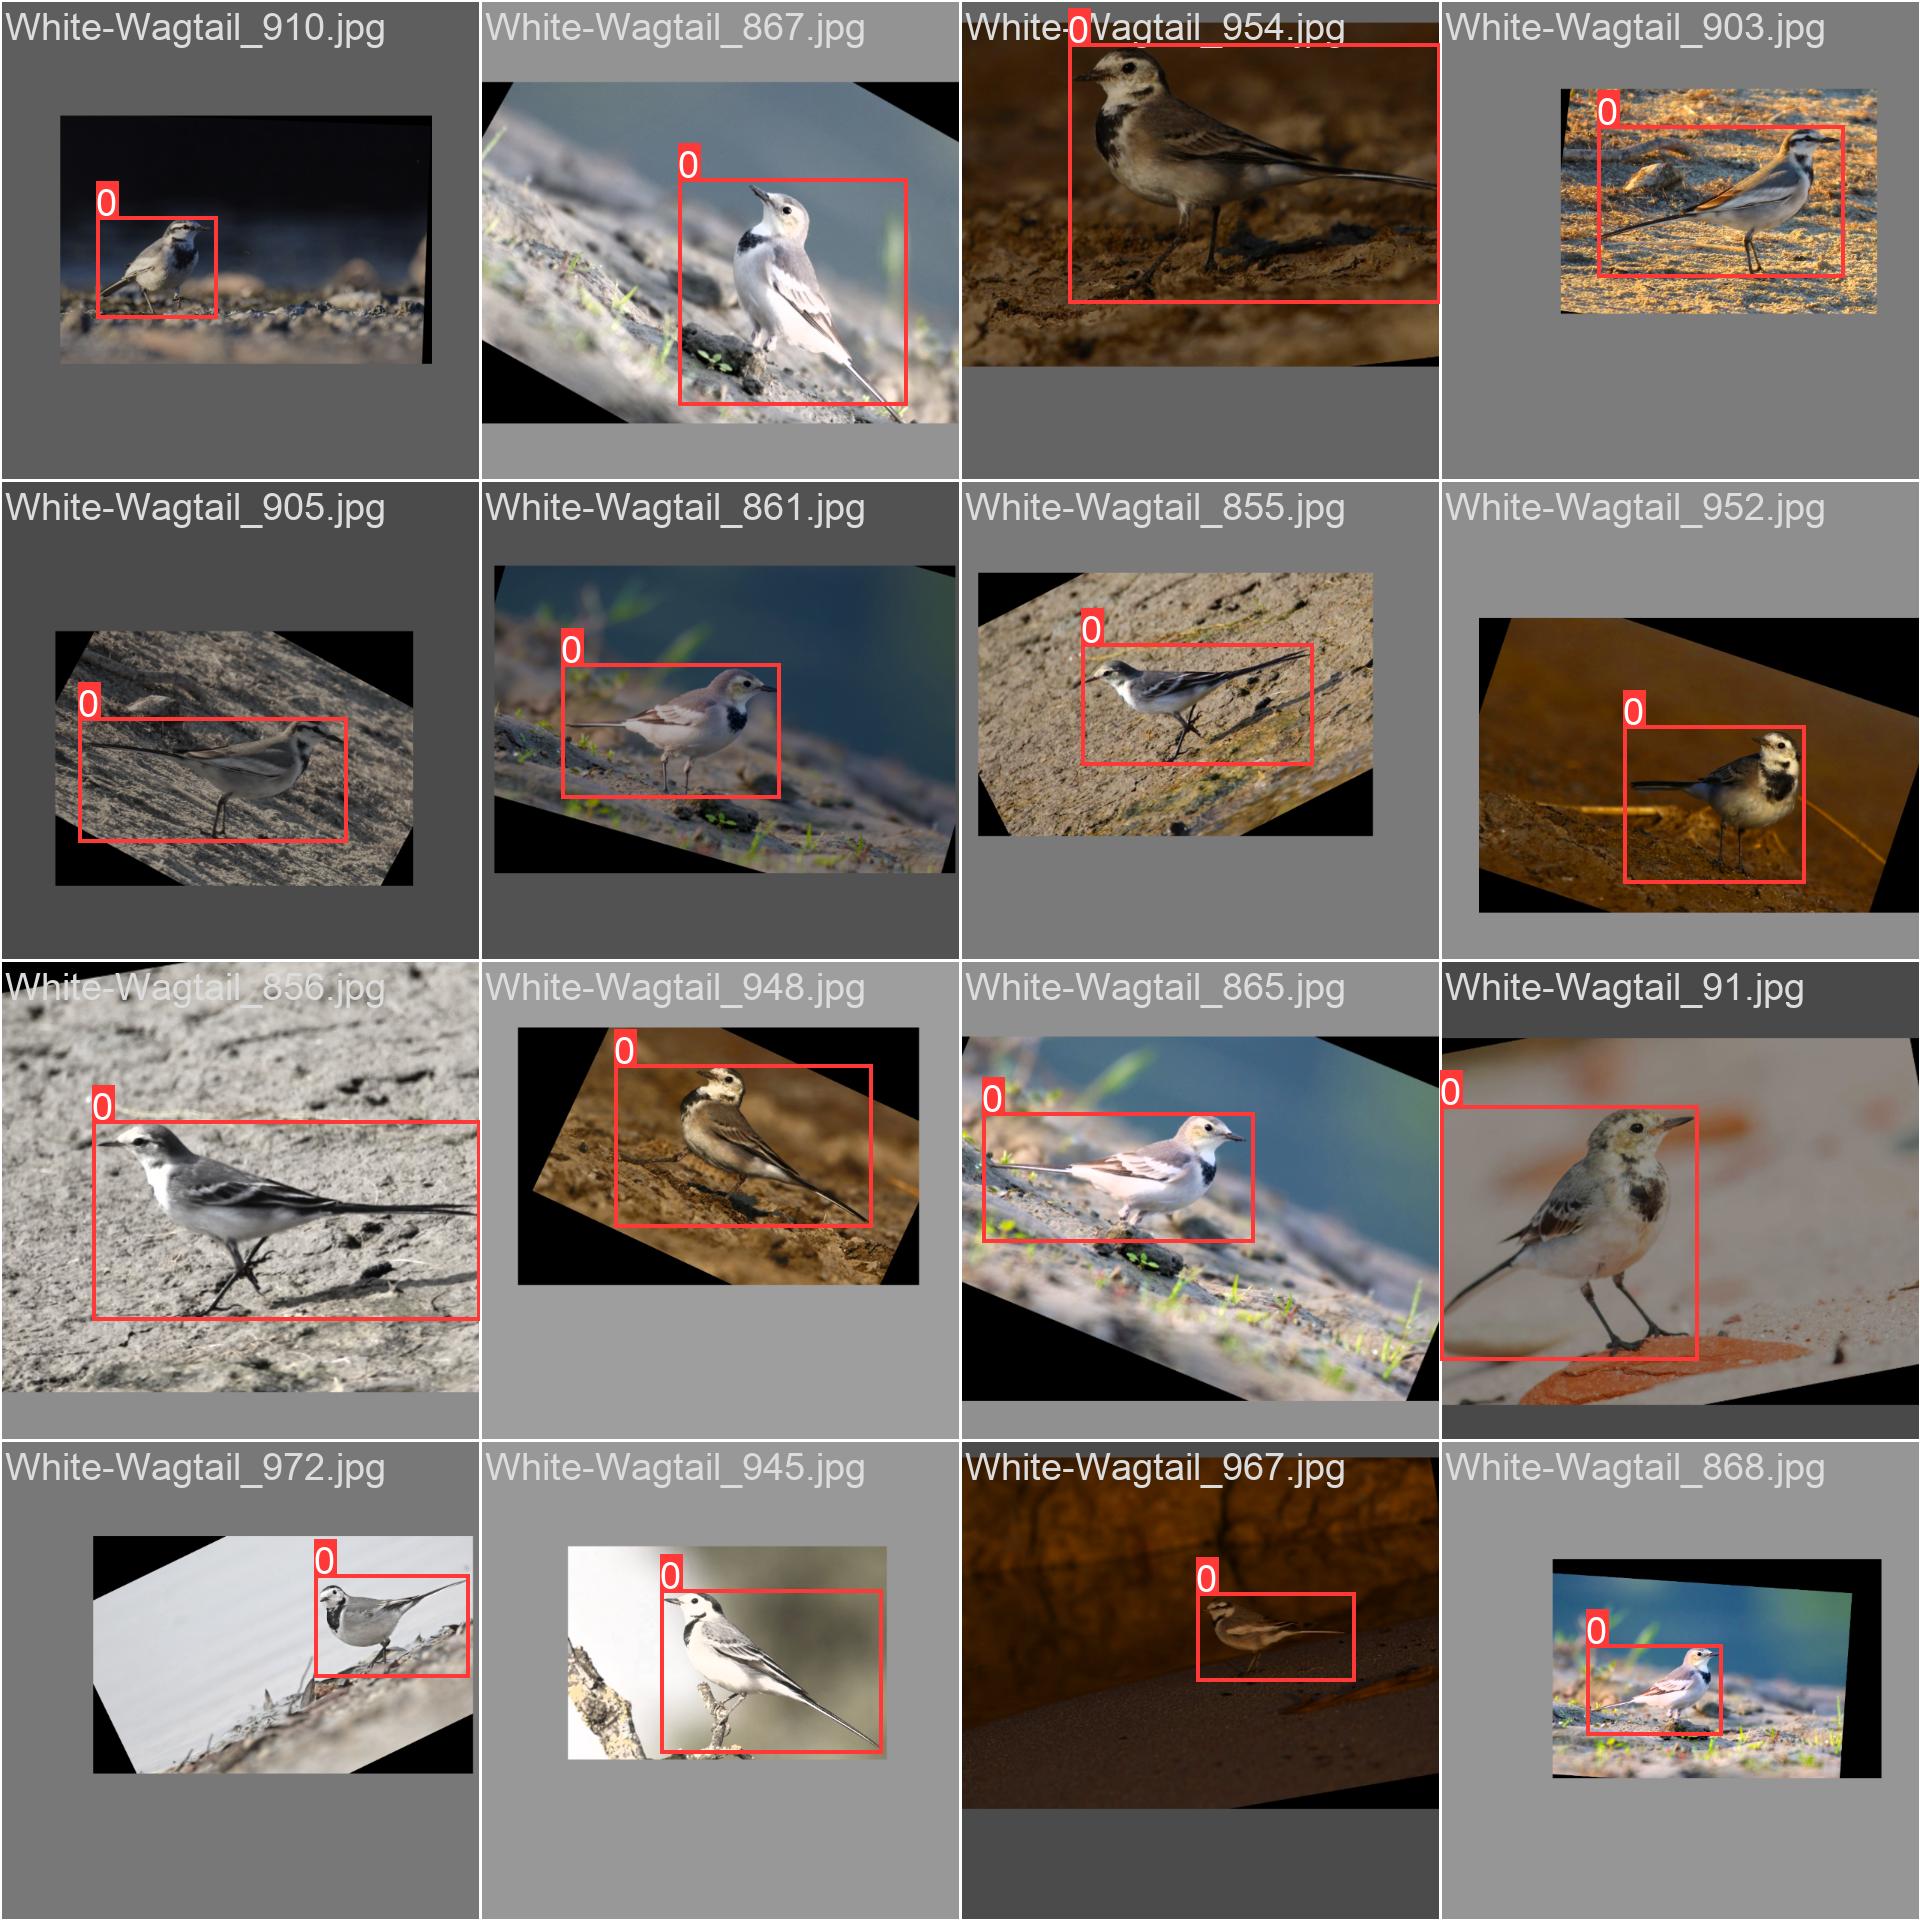 White-Wagtail_910.jpg
White-Wagtail_867.jpg
White-Wagtail_954.jpg
White-Wagtail_903.jpg
0
0
0
0
White-Wagtail_905.jpg
White-Wagtail_861.jpg
White-Wagtail_855.jpg
White-Wagtail_952.jpg
0
0
0
0
White-Wagtail_856.jpg
White-Wagtail_948.jpg
White-Wagtail_865.jpg
White-Wagtail_91.jpg
0
0
0
0
White-Wagtail_972.jpg
White-Wagtail_945.jpg
White-Wagtail_967.jpg
White-Wagtail_868.jpg
0
0
0
0